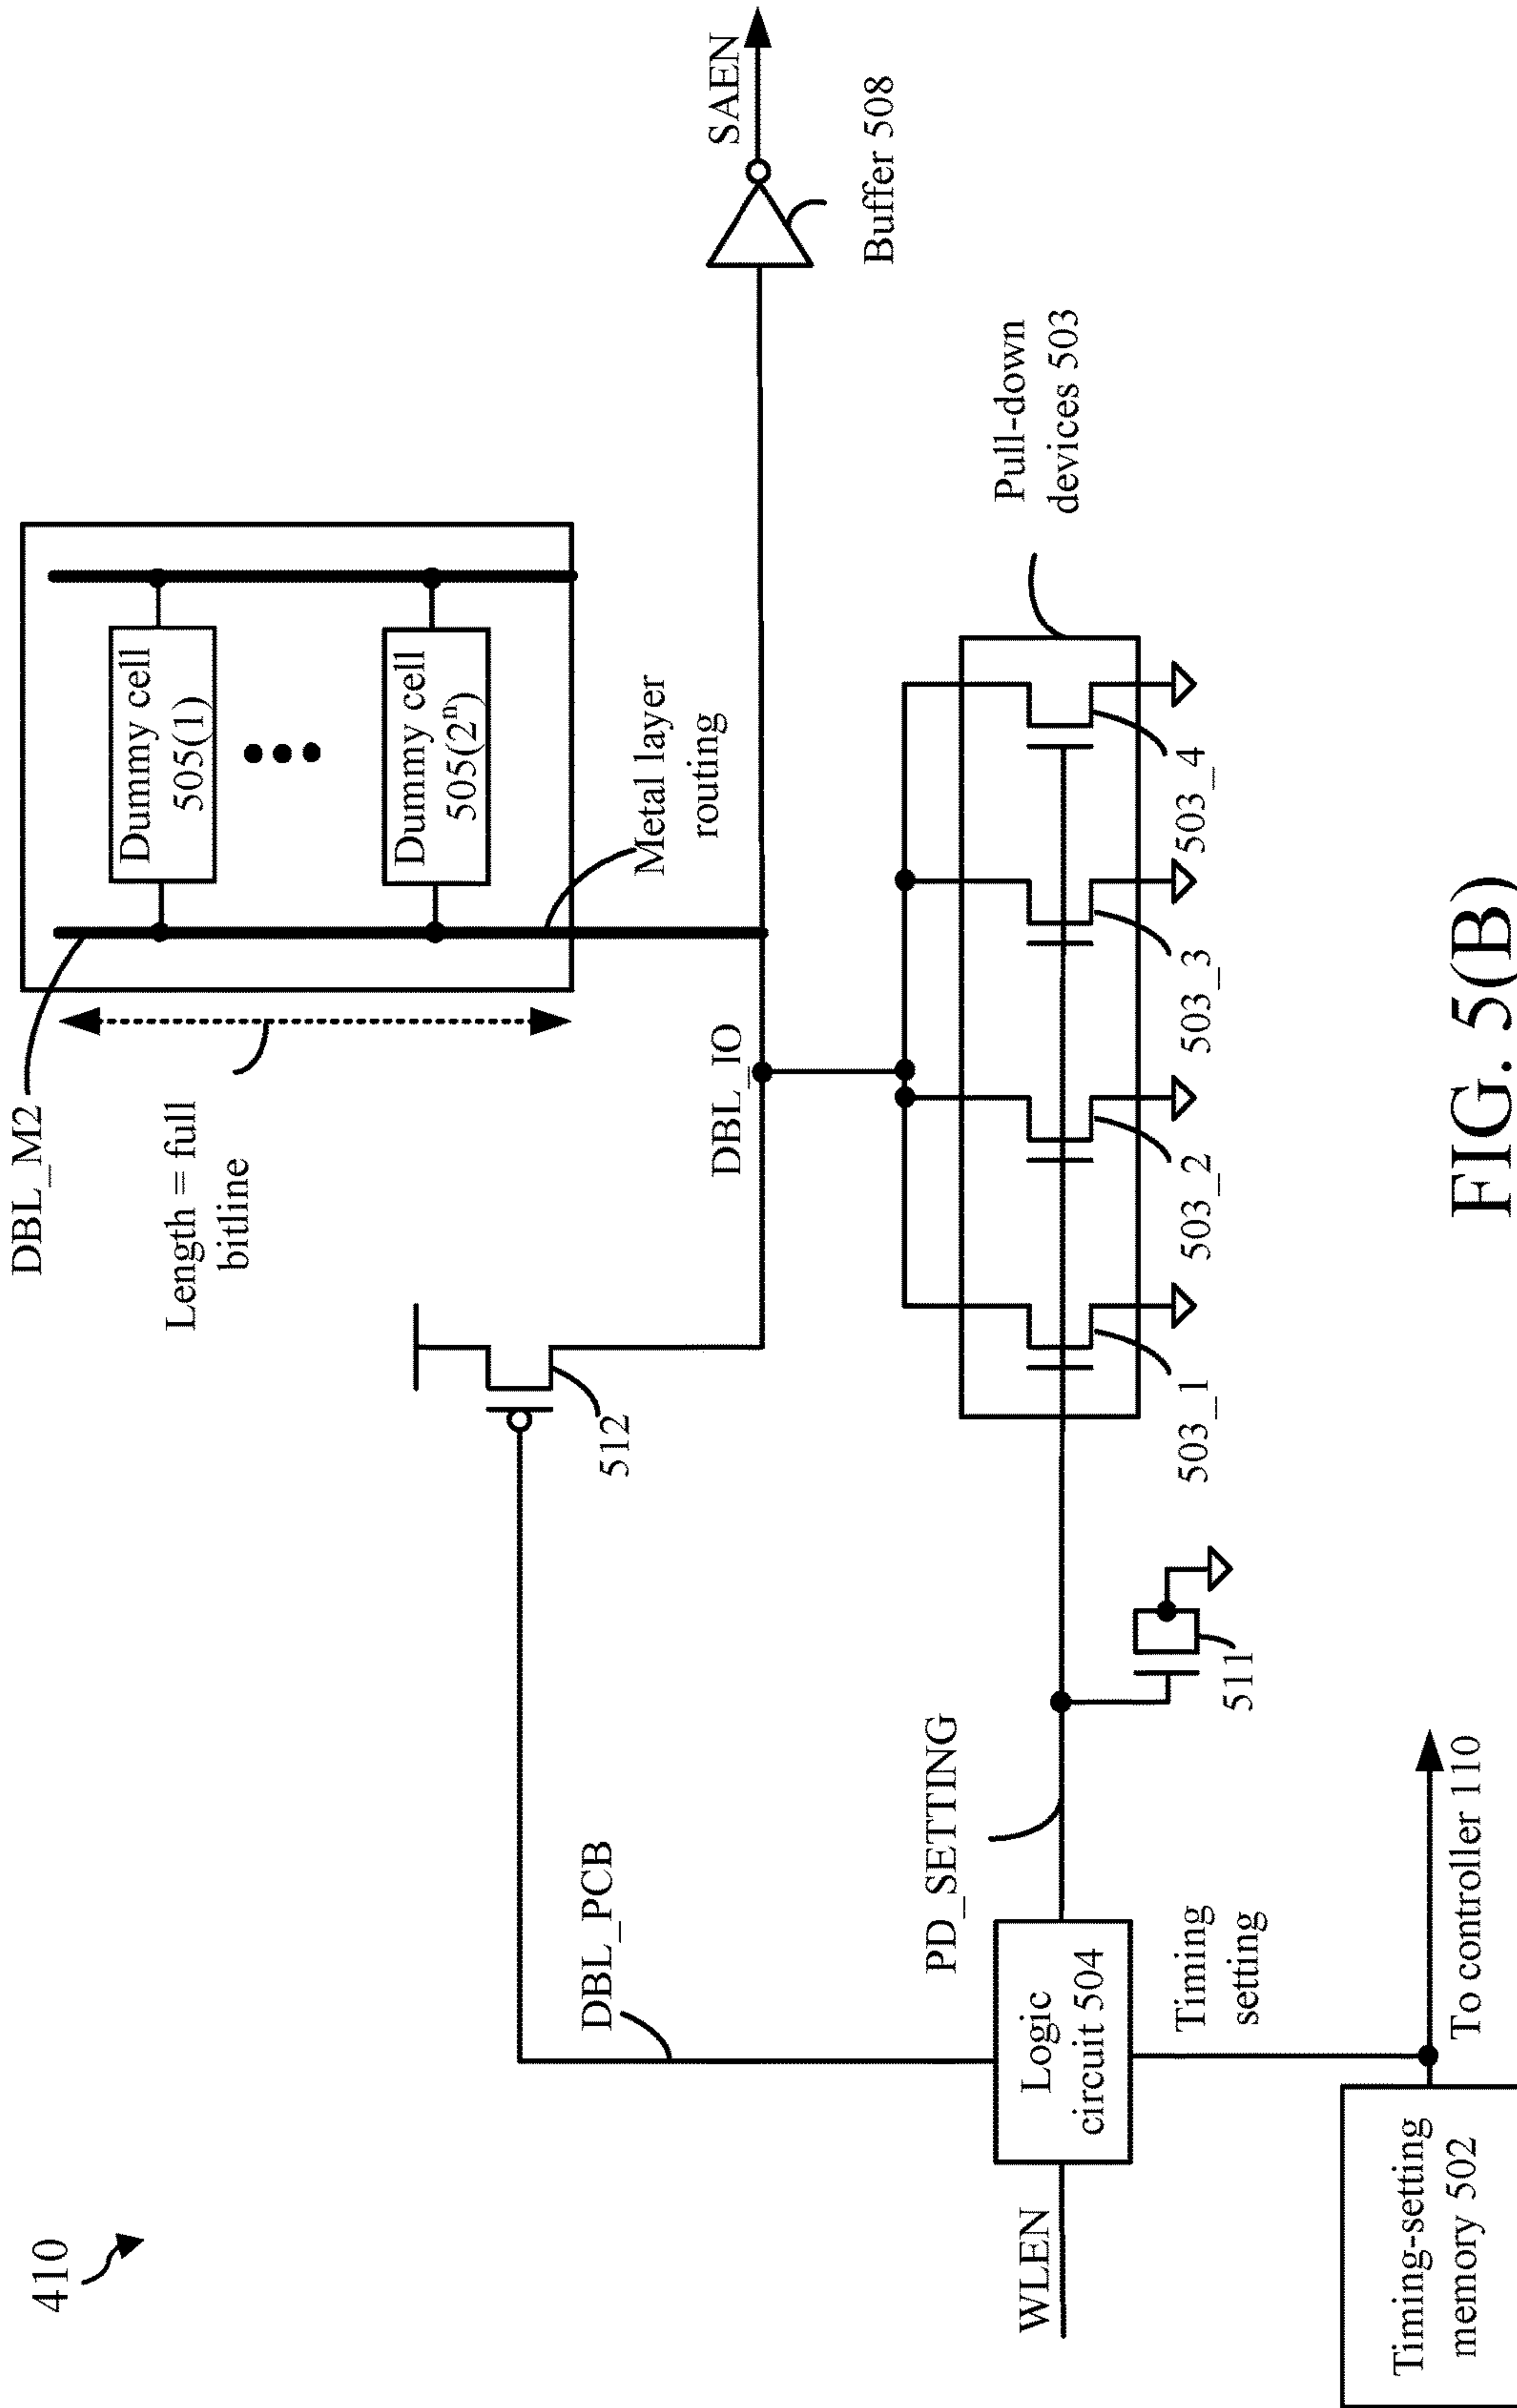 410
DBL_M2
Length = full
bitline
Dummy cell
505(1)
Dummy cell
505(2ⁿ)
Metal layer
routing
SAEN
Buffer 508
512
DBL_IO
DBL_PCB
PD_SETTING
Pull-down
devices 503
503_1
503_2
503_3
503_4
511
WLEN
Logic
circuit 504
Timing
setting
Timing-setting
memory 502
To controller 110
FIG. 5(B)